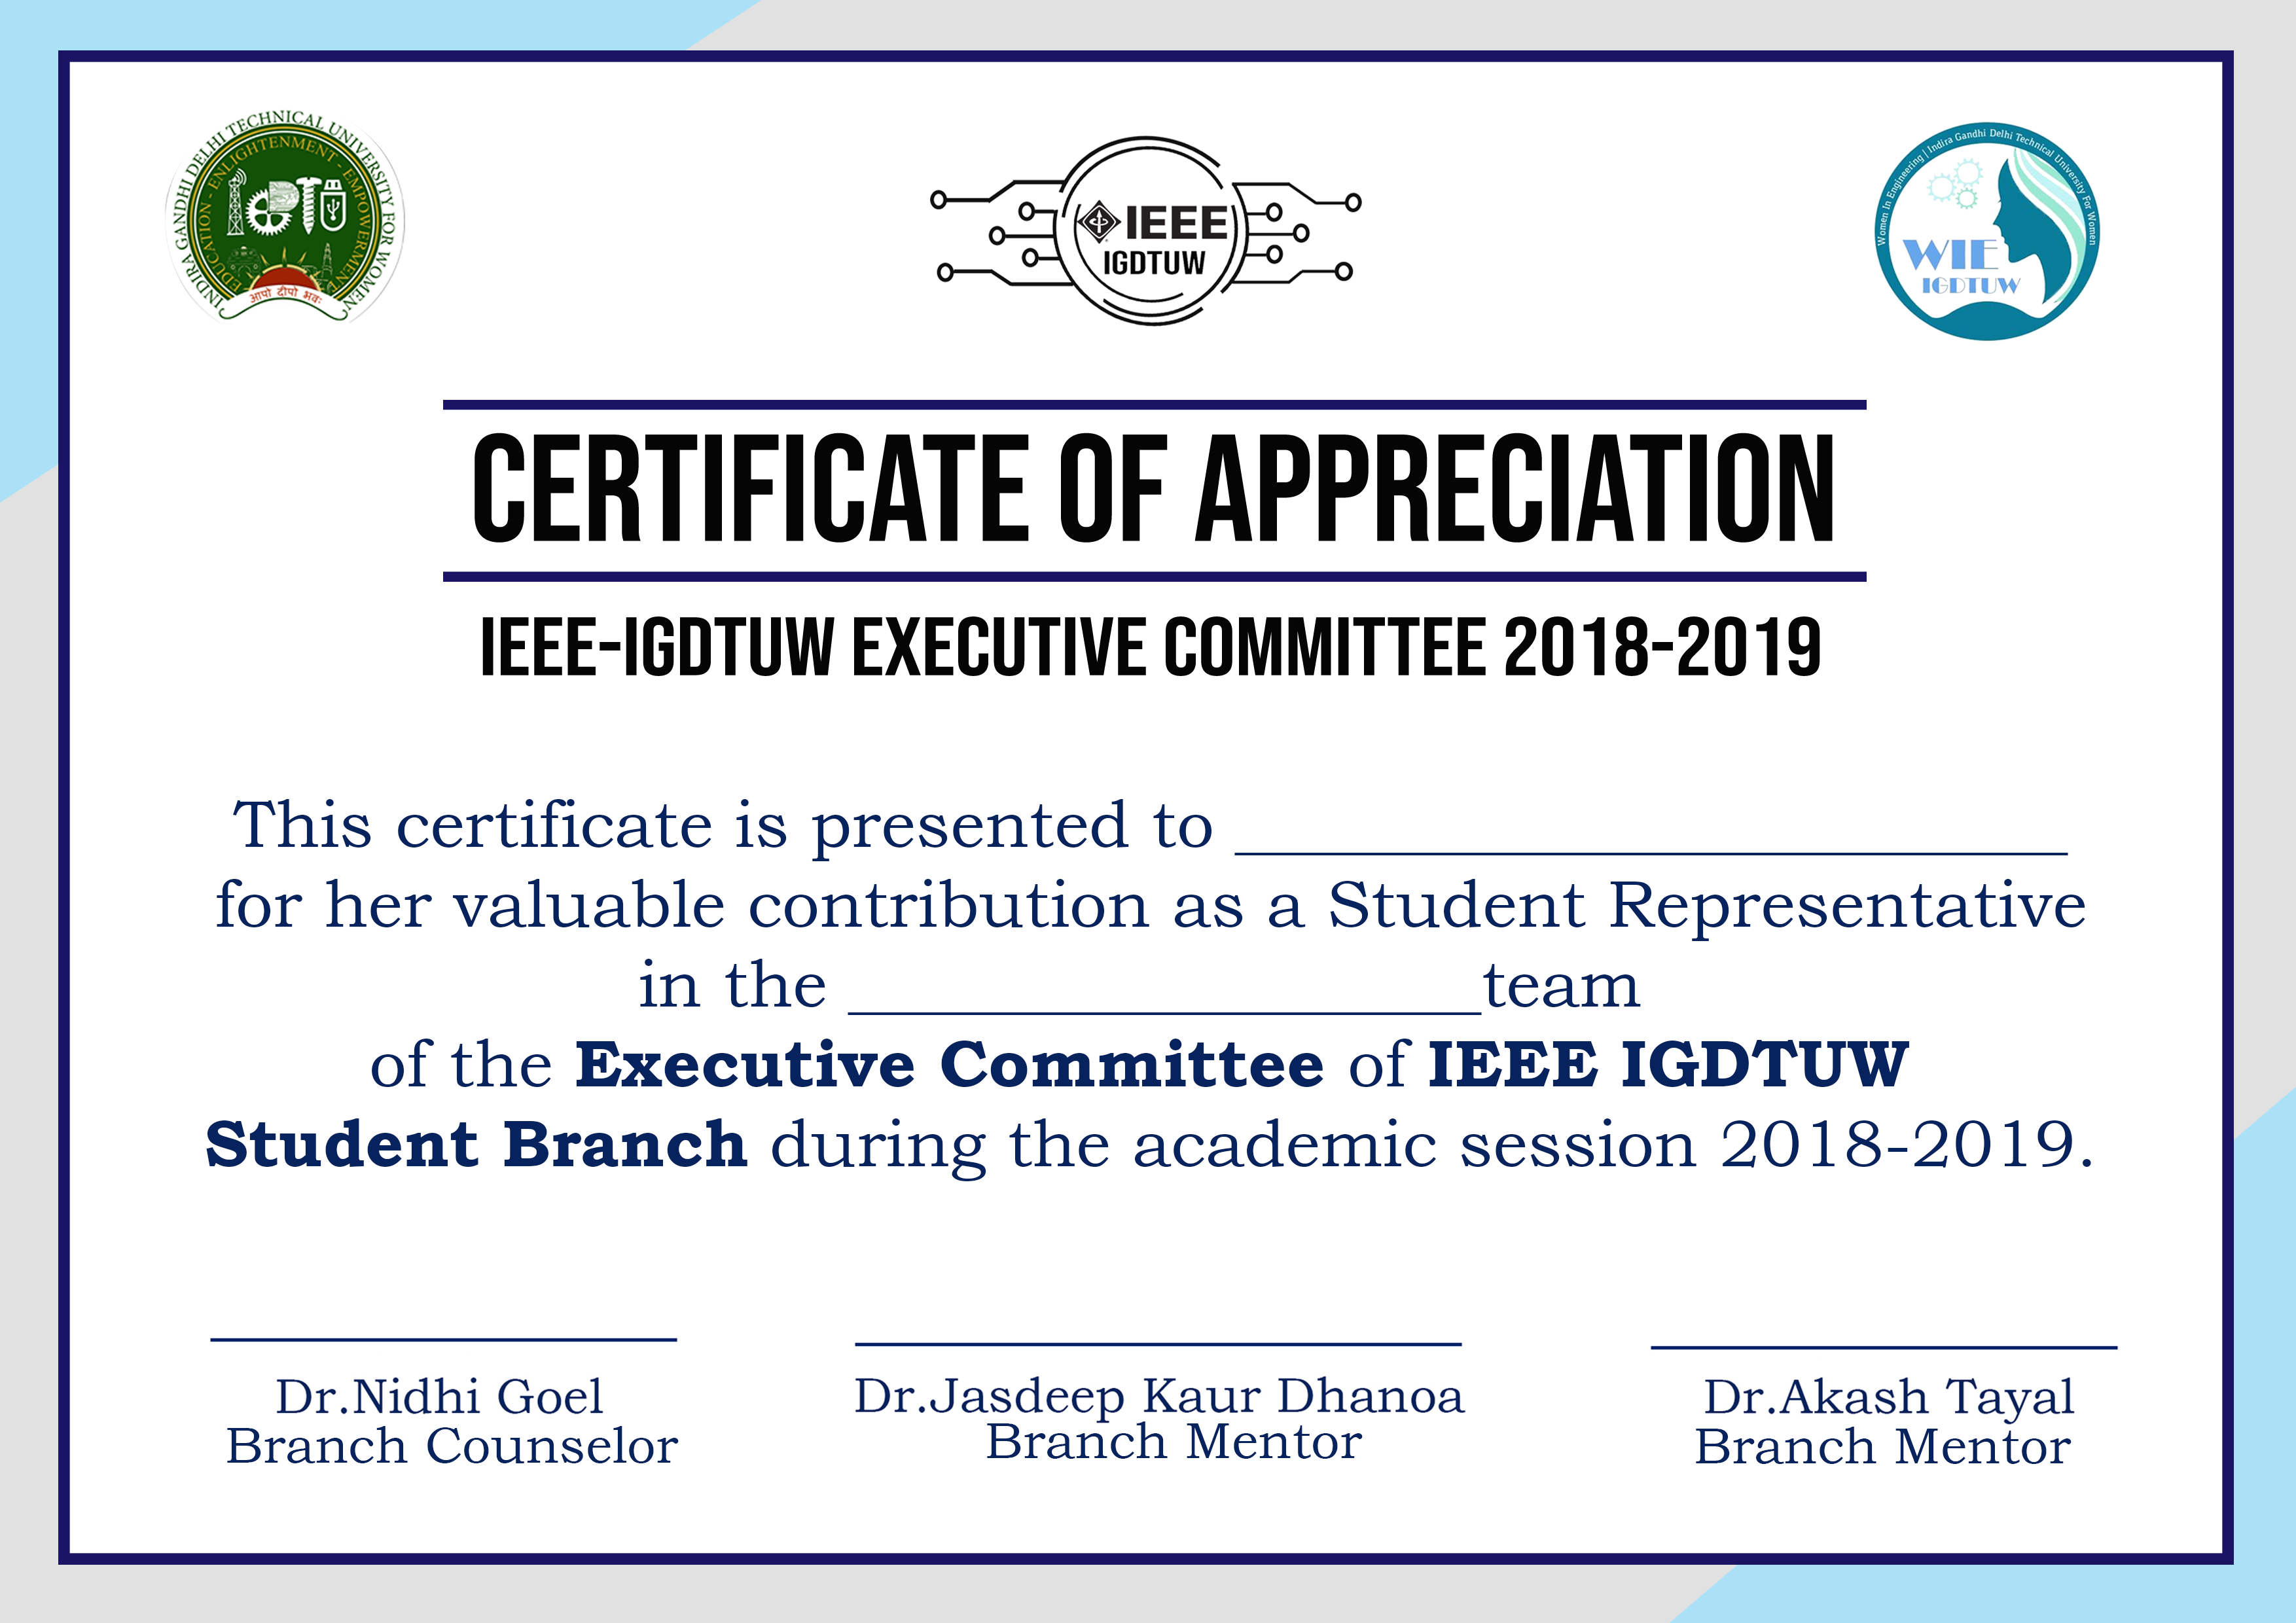 INDIRA GANDHI DELHI TECHNICAL UNIVERSITY FOR WOMEN
EDUCATION - ENLIGHTENMENT - EMPOWERMENT
IGDTU
आपो दीपो भवः
IEEE
IGDTUW
Women In Engineering | Indira Gandhi Delhi Technical University For Women
WIE
IGDTUW
CERTIFICATE OF APPRECIATION
IEEE-IGDTUW EXECUTIVE COMMITTEE 2018-2019
This certificate is presented to ____________________
for her valuable contribution as a Student Representative
in the ____________________team
of the Executive Committee of IEEE IGDTUW
Student Branch during the academic session 2018-2019.
Dr.Nidhi Goel
Branch Counselor
Dr.Jasdeep Kaur Dhanoa
Branch Mentor
Dr.Akash Tayal
Branch Mentor